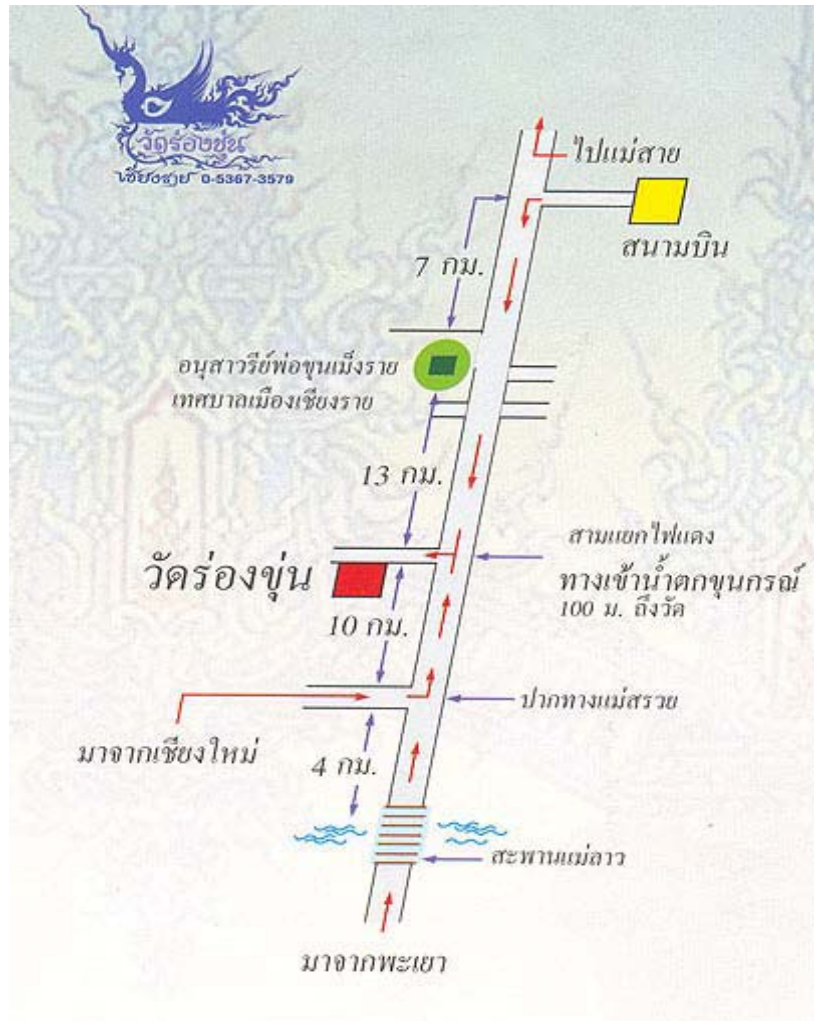 วัดร่องขุ่น
เชียงราย 0-5367-3579
ไปแม่สาย
สนามบิน
7 กม.
อนุสาวรีย์พ่อขุนเม็งราย
เทศบาลเมืองเชียงราย
13 กม.
สามแยกไฟแดง
วัดร่องขุ่น
ทางเข้าน้ำตกขุนกรณ์
100 ม. ถึงวัด
10 กม.
ปากทางแม่สรวย
มาจากเชียงใหม่
4 กม.
สะพานแม่ลาว
มาจากพะเยา